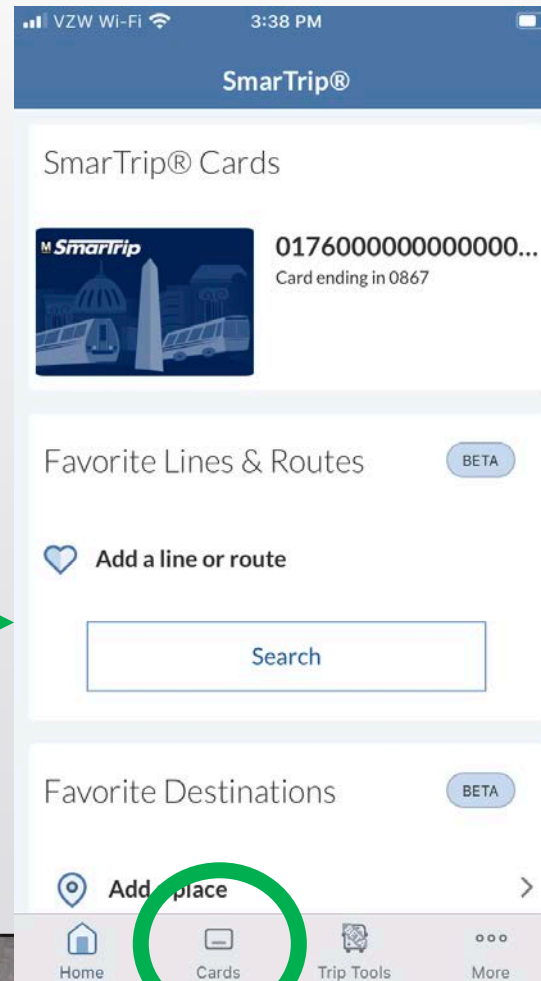 VZW Wi-Fi 3:38 PM
SmarTrip®
SmarTrip® Cards
M SmarTrip
0176000000000000...
Card ending in 0867
Favorite Lines & Routes BETA
Add a line or route
Search
Favorite Destinations BETA
Add place
Home Cards Trip Tools More